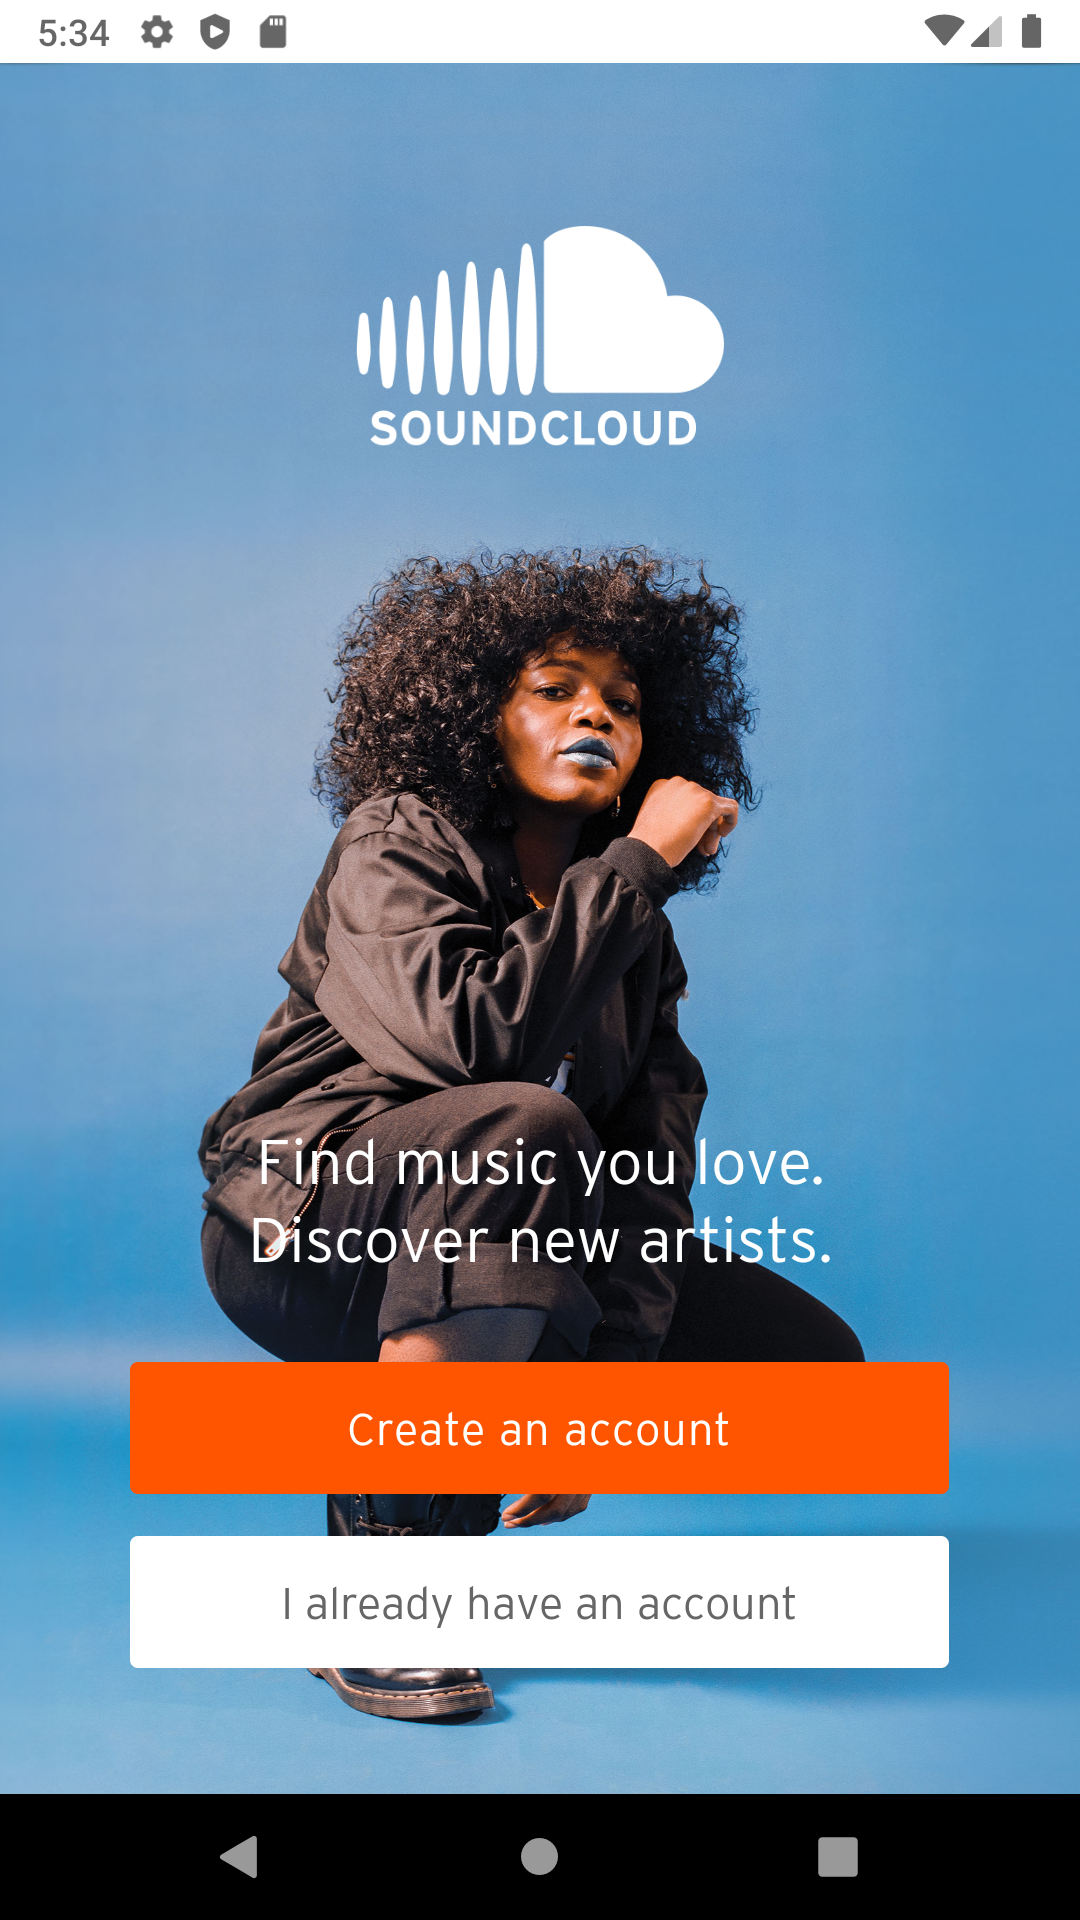 5:34
SOUNDCLOUD
Find music you love.
Discover new artists.
Create an account
I already have an account